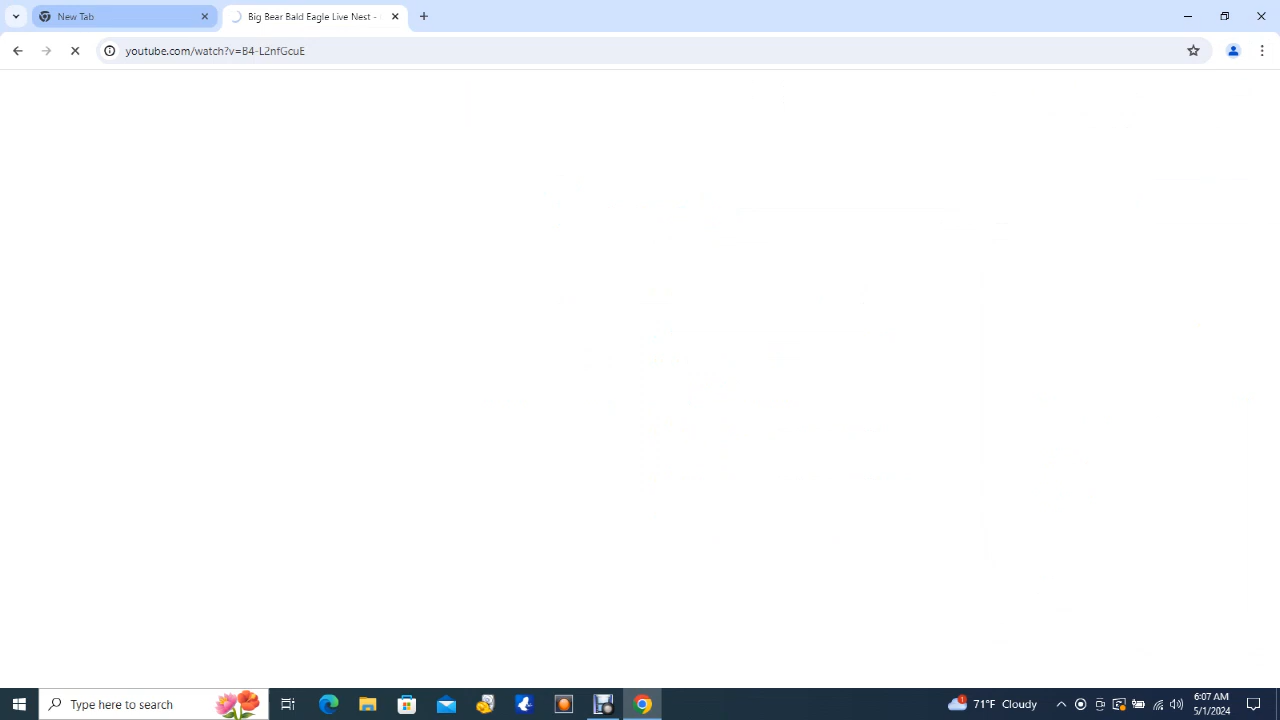 New Tab
Big Bear Bald Eagle Live Nest -
youtube.com/watch?v=B4-L2nfGcuE
Type here to search
1
71°F Cloudy
6:07 AM
5/1/2024